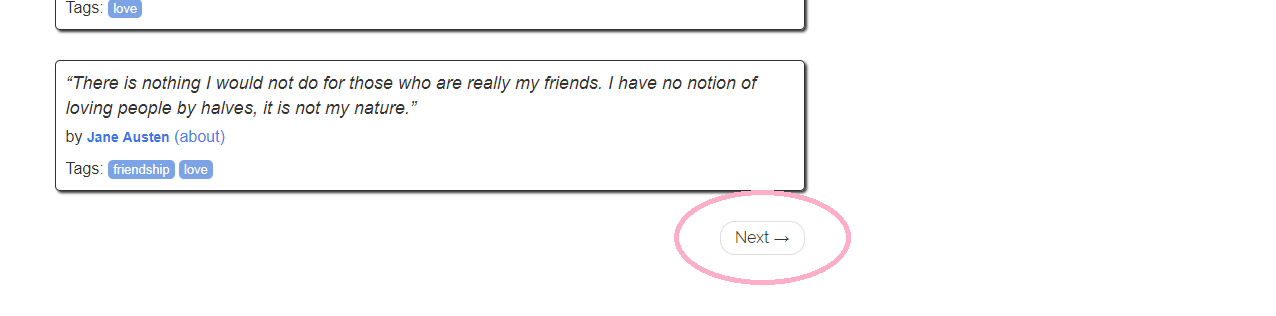 Tags: love
“There is nothing I would not do for those who are really my friends. I have no notion of
loving people by halves, it is not my nature.”
by Jane Austen (about)
Tags: friendship love
Next →